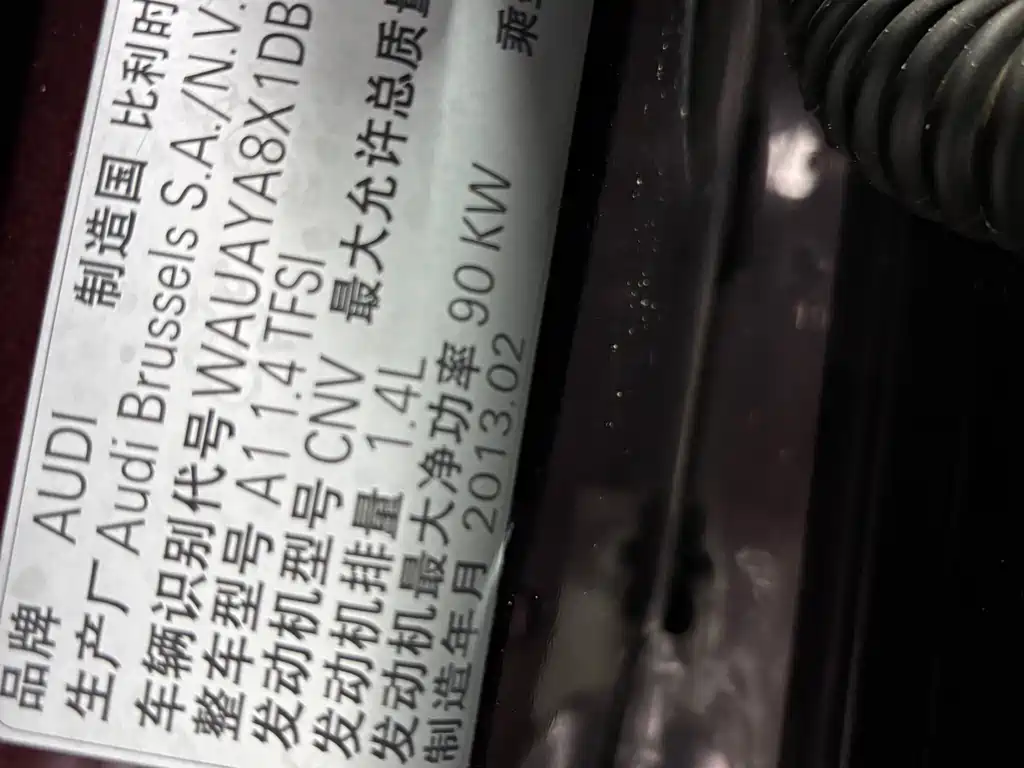 品牌 AUDI 制造国 比利时
生产厂 Audi Brussels S.A./N.V.
车辆识别代号 WAUAYA8X1DB
整车型号 A1 1.4 TFSI
发动机型号 CNV 最大允许总质量
发动机排量 1.4L 乘
发动机最大净功率 90 KW
制造年月 2013.02